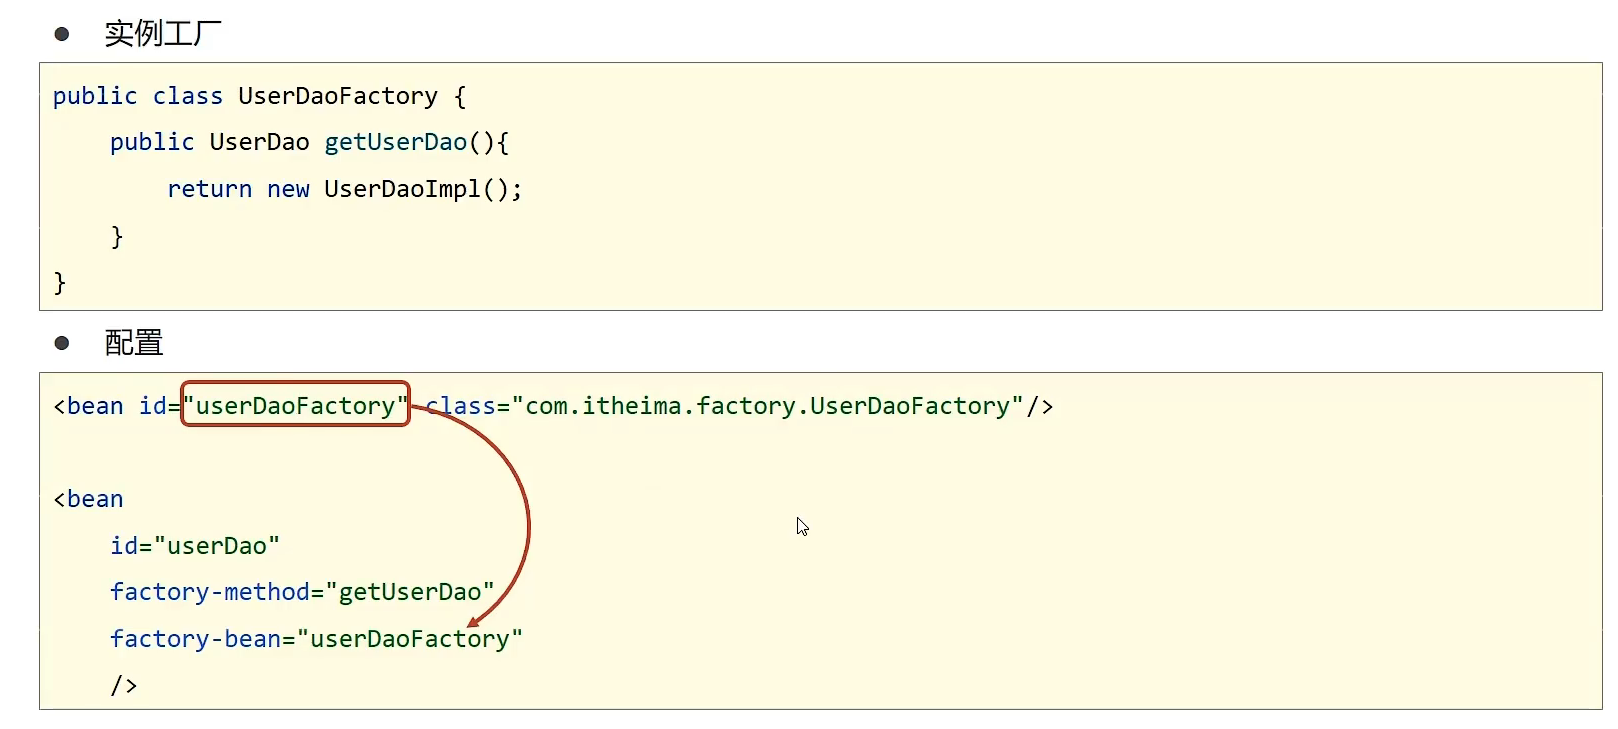 ● 实例工厂
public class UserDaoFactory {
    public UserDao getUserDao(){
        return new UserDaoImpl();
    }
}
● 配置
<bean id="userDaoFactory" class="com.itheima.factory.UserDaoFactory"/>
<bean
    id="userDao"
    factory-method="getUserDao"
    factory-bean="userDaoFactory"
    />